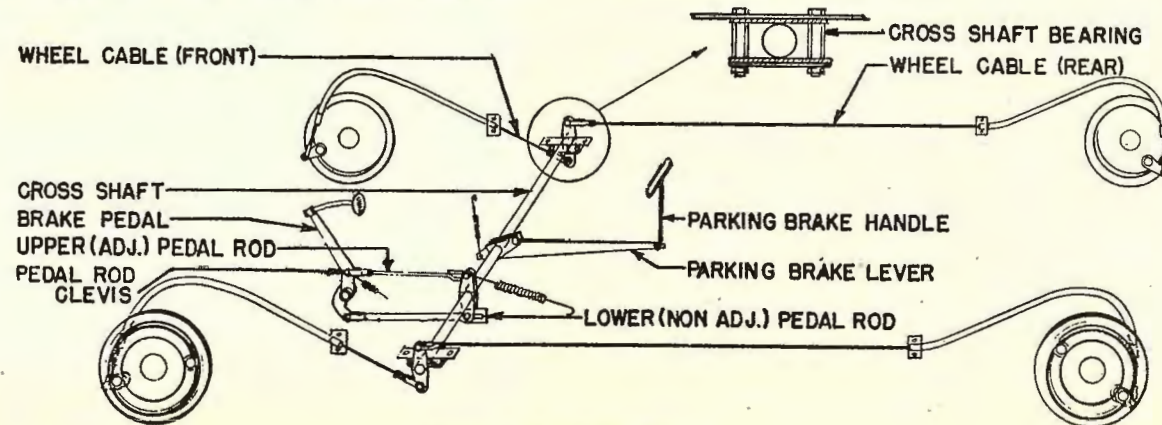 CROSS SHAFT BEARING
WHEEL CABLE (FRONT)
WHEEL CABLE (REAR)
CROSS SHAFT
BRAKE PEDAL
UPPER (ADJ.) PEDAL ROD
PEDAL ROD
CLEVIS
PARKING BRAKE HANDLE
PARKING BRAKE LEVER
LOWER (NON ADJ.) PEDAL ROD